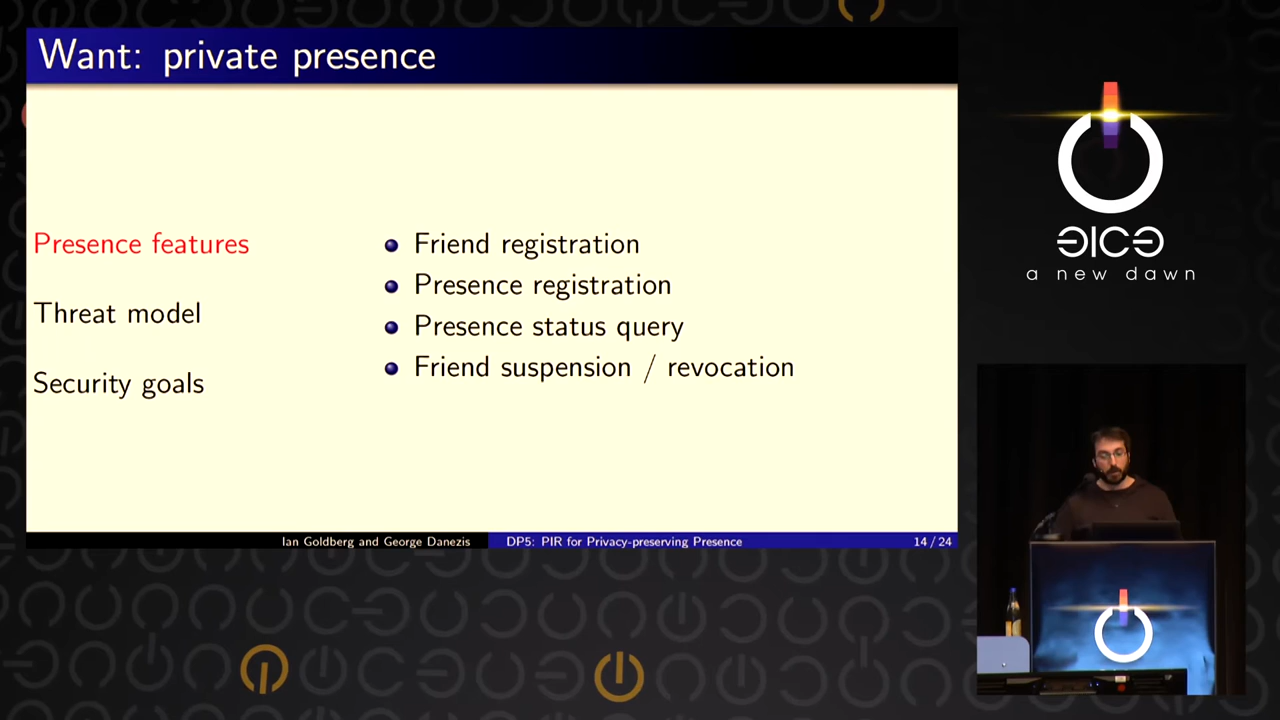 Want: private presence
Presence features
Threat model
Security goals
Friend registration
Presence registration
Presence status query
Friend suspension / revocation
Ian Goldberg and George Danezis
DP5: PIR for Privacy-preserving Presence
14 / 24
a new dawn